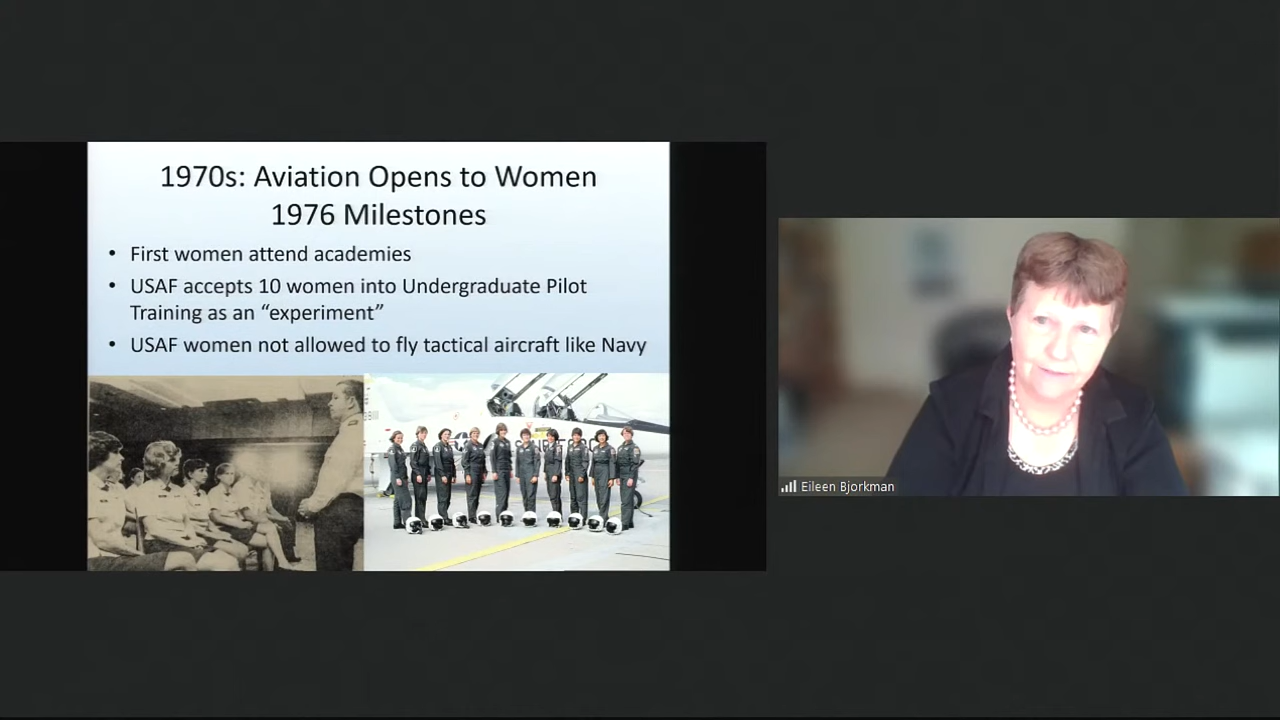 1970s: Aviation Opens to Women
1976 Milestones
• First women attend academies
• USAF accepts 10 women into Undergraduate Pilot
Training as an “experiment”
• USAF women not allowed to fly tactical aircraft like Navy
Eileen Bjorkman